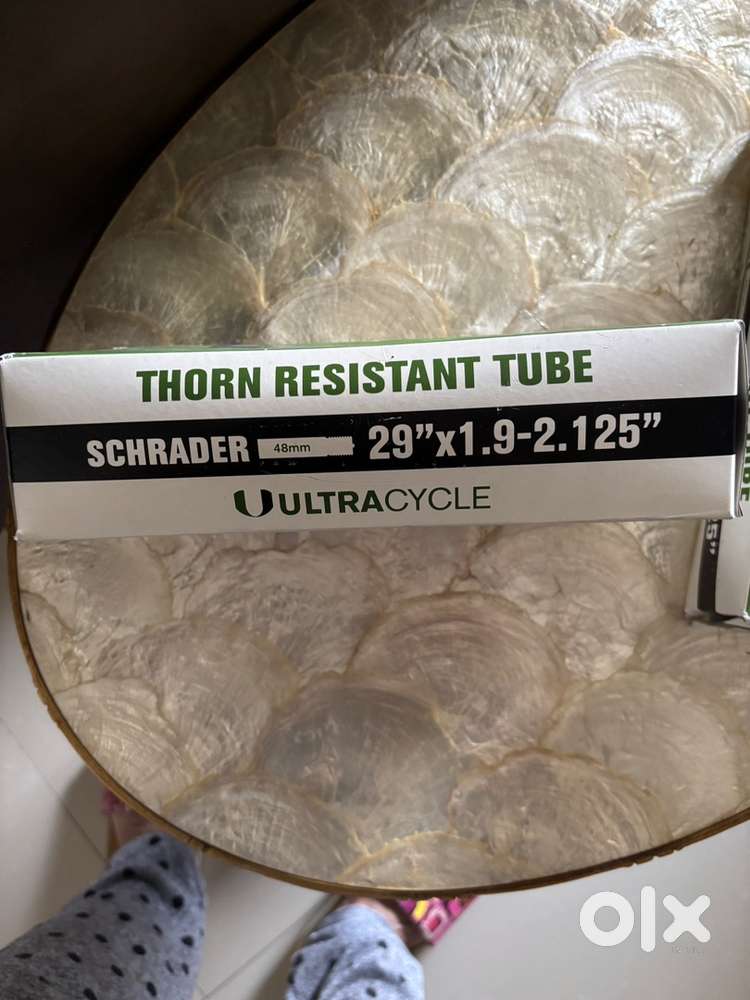 THORN RESISTANT TUBE
SCHRADER 48mm 29”x1.9-2.125”
ULTRACYCLE
olx